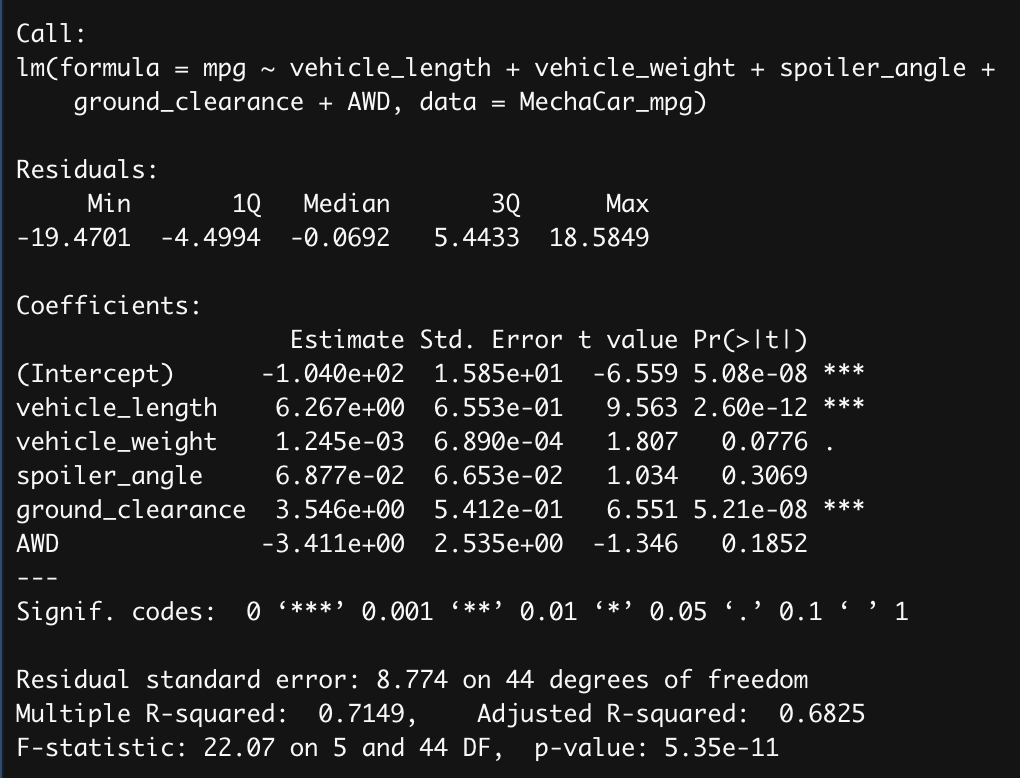 Call:
lm(formula = mpg ~ vehicle_length + vehicle_weight + spoiler_angle +
    ground_clearance + AWD, data = MechaCar_mpg)

Residuals:
     Min       1Q   Median       3Q      Max
-19.4701  -4.4994  -0.0692   5.4433  18.5849

Coefficients:
                   Estimate Std. Error t value Pr(>|t|)
(Intercept)      -1.040e+02  1.585e+01  -6.559 5.08e-08 ***
vehicle_length    6.267e+00  6.553e-01   9.563 2.60e-12 ***
vehicle_weight    1.245e-03  6.890e-04   1.807   0.0776 .
spoiler_angle     6.877e-02  6.653e-02   1.034   0.3069
ground_clearance  3.546e+00  5.412e-01   6.551 5.21e-08 ***
AWD              -3.411e+00  2.535e+00  -1.346   0.1852
---
Signif. codes:  0 ‘***’ 0.001 ‘**’ 0.01 ‘*’ 0.05 ‘.’ 0.1 ‘ ’ 1

Residual standard error: 8.774 on 44 degrees of freedom
Multiple R-squared:  0.7149,    Adjusted R-squared:  0.6825
F-statistic: 22.07 on 5 and 44 DF,  p-value: 5.35e-11